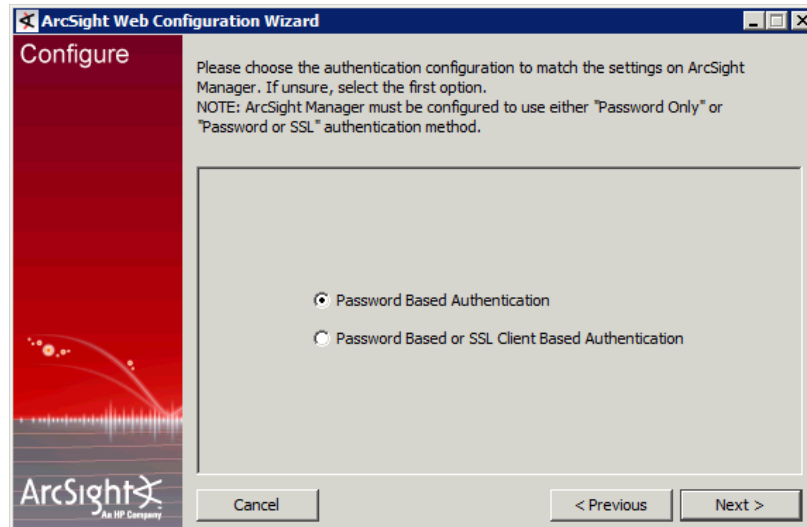 ArcSight Web Configuration Wizard
Configure
Please choose the authentication configuration to match the settings on ArcSight
Manager. If unsure, select the first option.
NOTE: ArcSight Manager must be configured to use either "Password Only" or
"Password or SSL" authentication method.
Password Based Authentication
Password Based or SSL Client Based Authentication
ArcSight
An HP Company
Cancel
< Previous
Next >